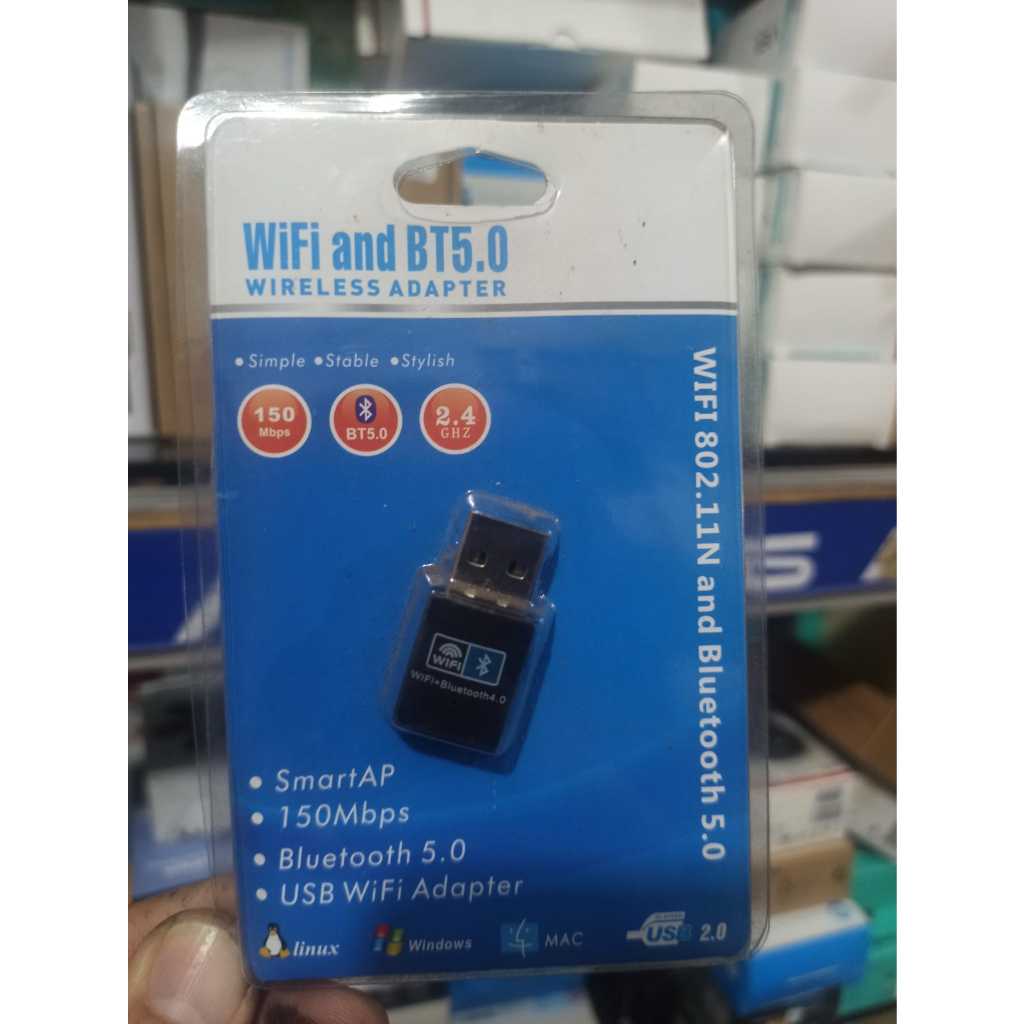 WiFi and BT5.0
WIRELESS ADAPTER
• Simple • Stable • Stylish
150
Mbps
BT5.0
2.4
GHZ
WIFI 802.11N and Bluetooth 5.0
WiFi
WiFi+Bluetooth4.0
• SmartAP
• 150Mbps
• Bluetooth 5.0
• USB WiFi Adapter
linux
Windows
MAC
USB 2.0